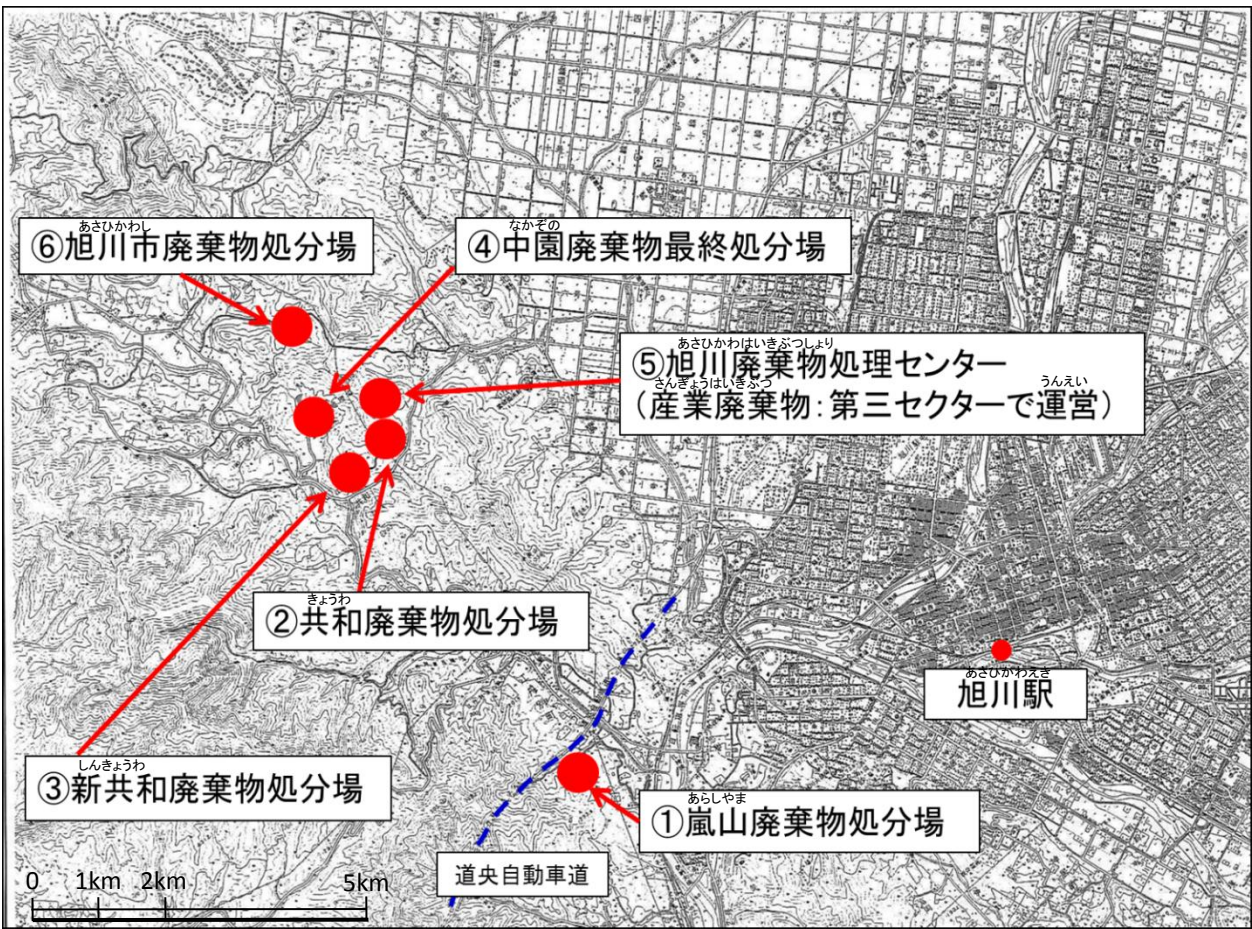 あさひかわし
⑥旭川市廃棄物処分場
なかぞの
④中園廃棄物最終処分場
あさひかわはいきぶつしょり
⑤旭川廃棄物処理センター
さんぎょうはいきぶつ うんえい
（産業廃棄物：第三セクターで運営）
きょうわ
②共和廃棄物処分場
あさひかわえき
旭川駅
しんきょうわ
③新共和廃棄物処分場
あらしやま
①嵐山廃棄物処分場
道央自動車道
0 1km 2km 5km